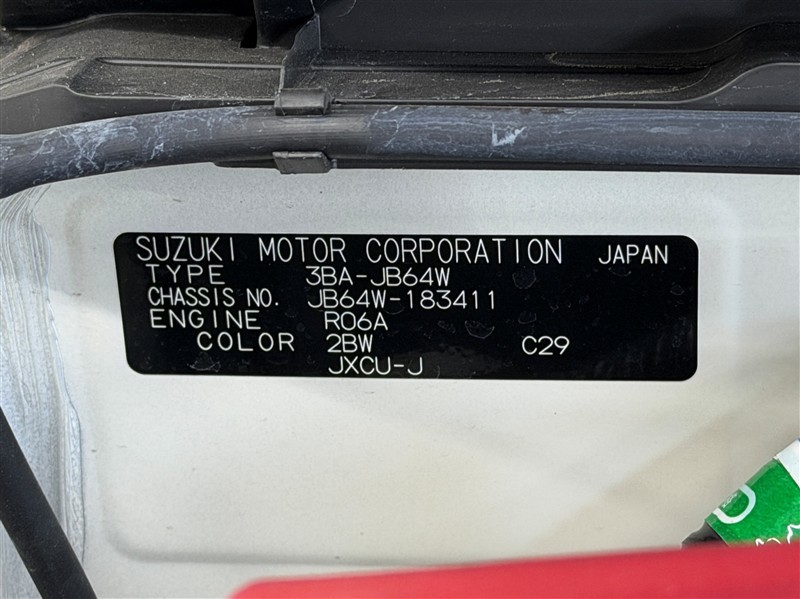 SUZUKI MOTOR CORPORATION JAPAN
TYPE 3BA-JB64W
CHASSIS NO. JB64W-183411
ENGINE R06A
COLOR 2BW C29
JXCU-J